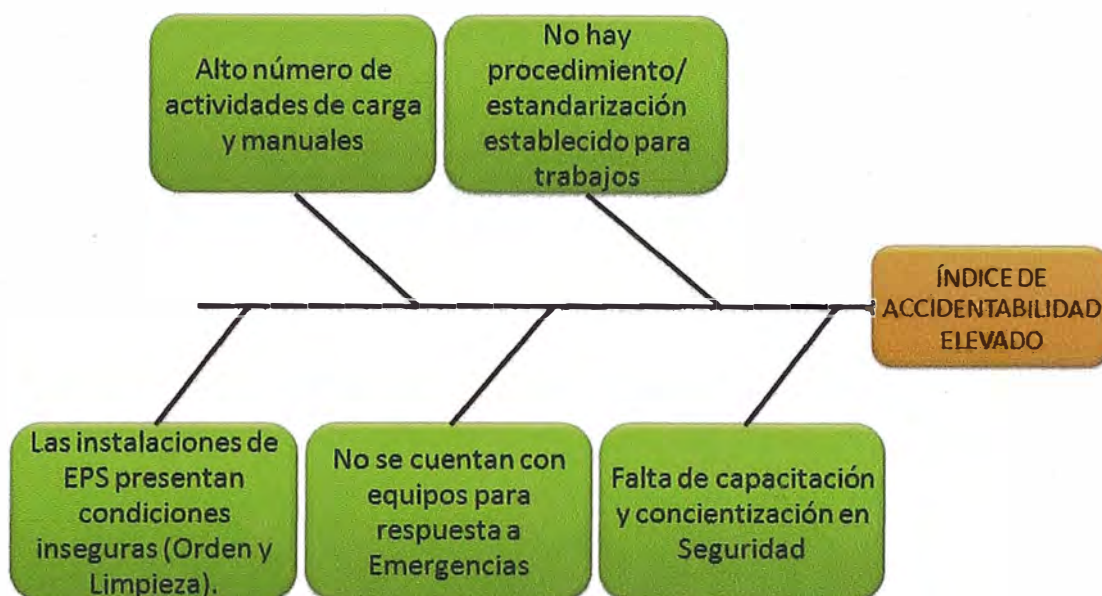 Alto número de
actividades de carga
y manuales
No hay
procedimiento/
estandarización
establecido para
trabajos
ÍNDICE DE
ACCIDENTABILIDAD
ELEVADO
Las instalaciones de
EPS presentan
condiciones
inseguras (Orden y
Limpieza).
No se cuentan con
equipos para
respuesta a
Emergencias
Falta de capacitación
y concientización en
Seguridad